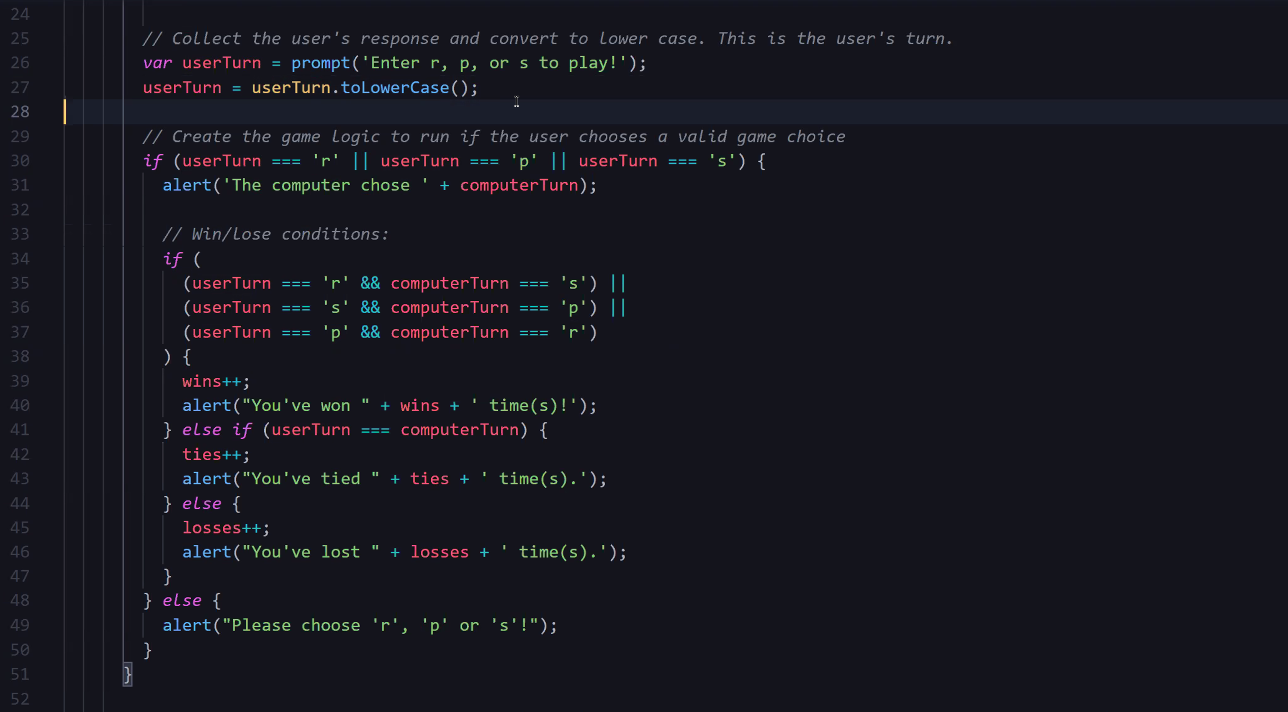 24
25 // Collect the user's response and convert to lower case. This is the user's turn.
26 var userTurn = prompt('Enter r, p, or s to play!');
27 userTurn = userTurn.toLowerCase();
28
29 // Create the game logic to run if the user chooses a valid game choice
30 if (userTurn === 'r' || userTurn === 'p' || userTurn === 's') {
31 alert('The computer chose ' + computerTurn);
32
33 // Win/lose conditions:
34 if (
35 (userTurn === 'r' && computerTurn === 's') ||
36 (userTurn === 's' && computerTurn === 'p') ||
37 (userTurn === 'p' && computerTurn === 'r')
38 ) {
39 wins++;
40 alert("You've won " + wins + ' time(s)!');
41 } else if (userTurn === computerTurn) {
42 ties++;
43 alert("You've tied " + ties + ' time(s).');
44 } else {
45 losses++;
46 alert("You've lost " + losses + ' time(s).');
47 }
48 } else {
49 alert("Please choose 'r', 'p' or 's'!");
50 }
51 }
52